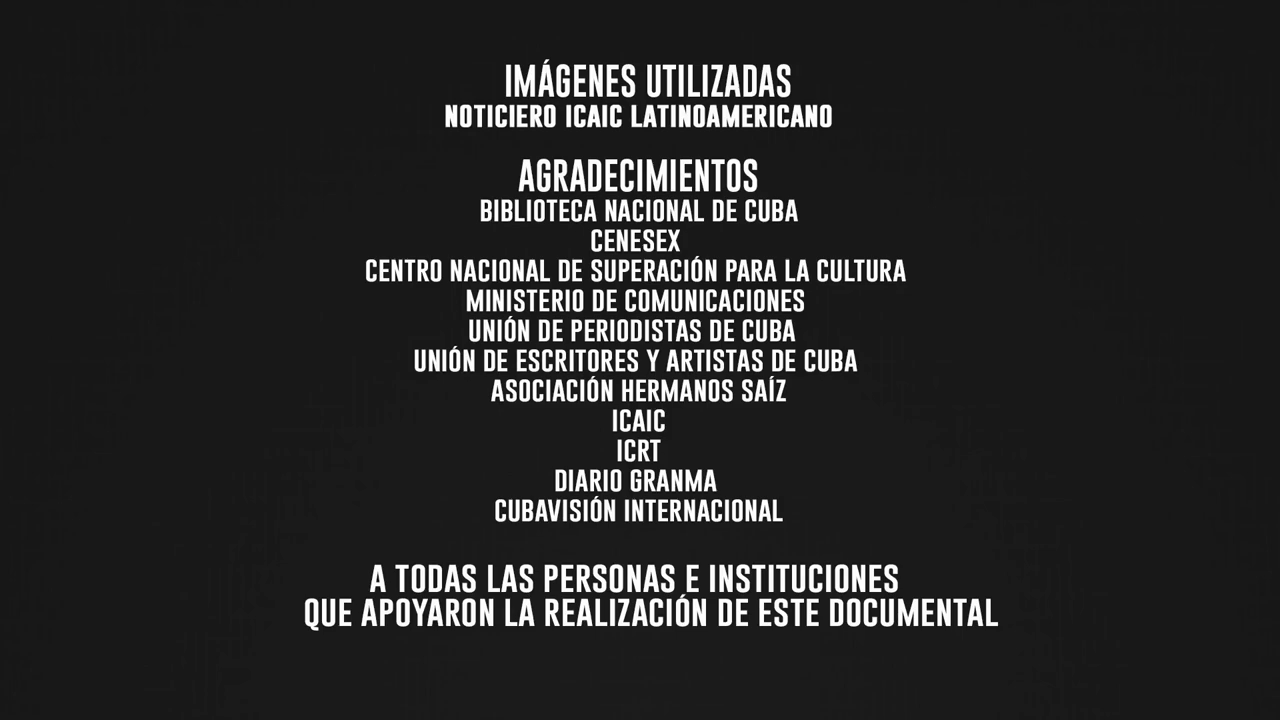 IMÁGENES UTILIZADAS
NOTICIERO ICAIC LATINOAMERICANO
AGRADECIMIENTOS
BIBLIOTECA NACIONAL DE CUBA
CENESEX
CENTRO NACIONAL DE SUPERACIÓN PARA LA CULTURA
MINISTERIO DE COMUNICACIONES
UNIÓN DE PERIODISTAS DE CUBA
UNIÓN DE ESCRITORES Y ARTISTAS DE CUBA
ASOCIACIÓN HERMANOS SAÍZ
ICAIC
ICRT
DIARIO GRANMA
CUBAVISIÓN INTERNACIONAL
A TODAS LAS PERSONAS E INSTITUCIONES
QUE APOYARON LA REALIZACIÓN DE ESTE DOCUMENTAL